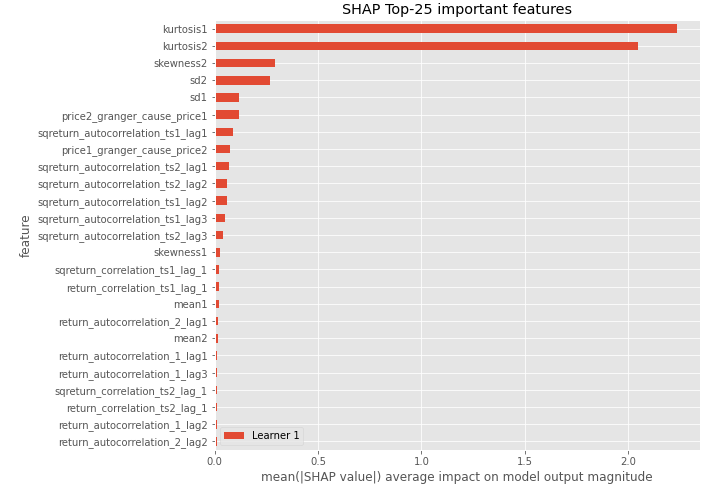 SHAP Top-25 important features
kurtosis1
kurtosis2
skewness2
sd2
sd1
price2_granger_cause_price1
sqreturn_autocorrelation_ts1_lag1
price1_granger_cause_price2
sqreturn_autocorrelation_ts2_lag1
sqreturn_autocorrelation_ts2_lag2
sqreturn_autocorrelation_ts1_lag2
sqreturn_autocorrelation_ts1_lag3
sqreturn_autocorrelation_ts2_lag3
skewness1
sqreturn_correlation_ts1_lag_1
return_correlation_ts1_lag_1
mean1
return_autocorrelation_2_lag1
mean2
return_autocorrelation_1_lag1
return_autocorrelation_1_lag3
sqreturn_correlation_ts2_lag_1
return_correlation_ts2_lag_1
return_autocorrelation_1_lag2
return_autocorrelation_2_lag2
feature
Learner 1
0.0 0.5 1.0 1.5 2.0
mean(|SHAP value|) average impact on model output magnitude